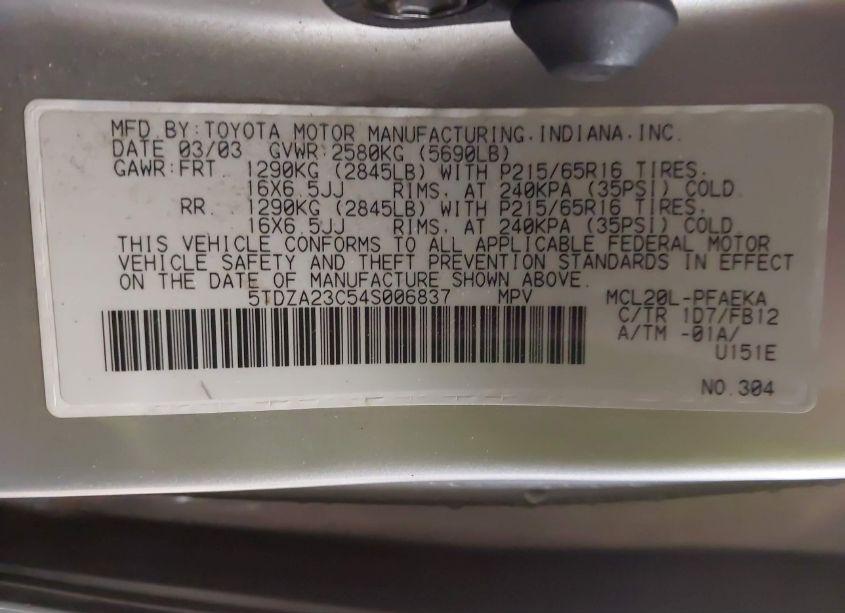 MFD. BY: TOYOTA MOTOR MANUFACTURING, INDIANA, INC.
DATE 03/03 GVWR: 2580KG (5690LB)
GAWR: FRT. 1290KG (2845LB) WITH P215/65R16 TIRES,
16X6.5JJ RIMS, AT 240KPA (35PSI) COLD.
RR. 1290KG (2845LB) WITH P215/65R16 TIRES,
16X6.5JJ RIMS, AT 240KPA (35PSI) COLD.
THIS VEHICLE CONFORMS TO ALL APPLICABLE FEDERAL MOTOR
VEHICLE SAFETY AND THEFT PREVENTION STANDARDS IN EFFECT
ON THE DATE OF MANUFACTURE SHOWN ABOVE.
5TDZA23C54S006837 MPV MCL20L-PFAEKA
C/TR 1D7/FB12
A/TM -01A/
U151E
NO.304